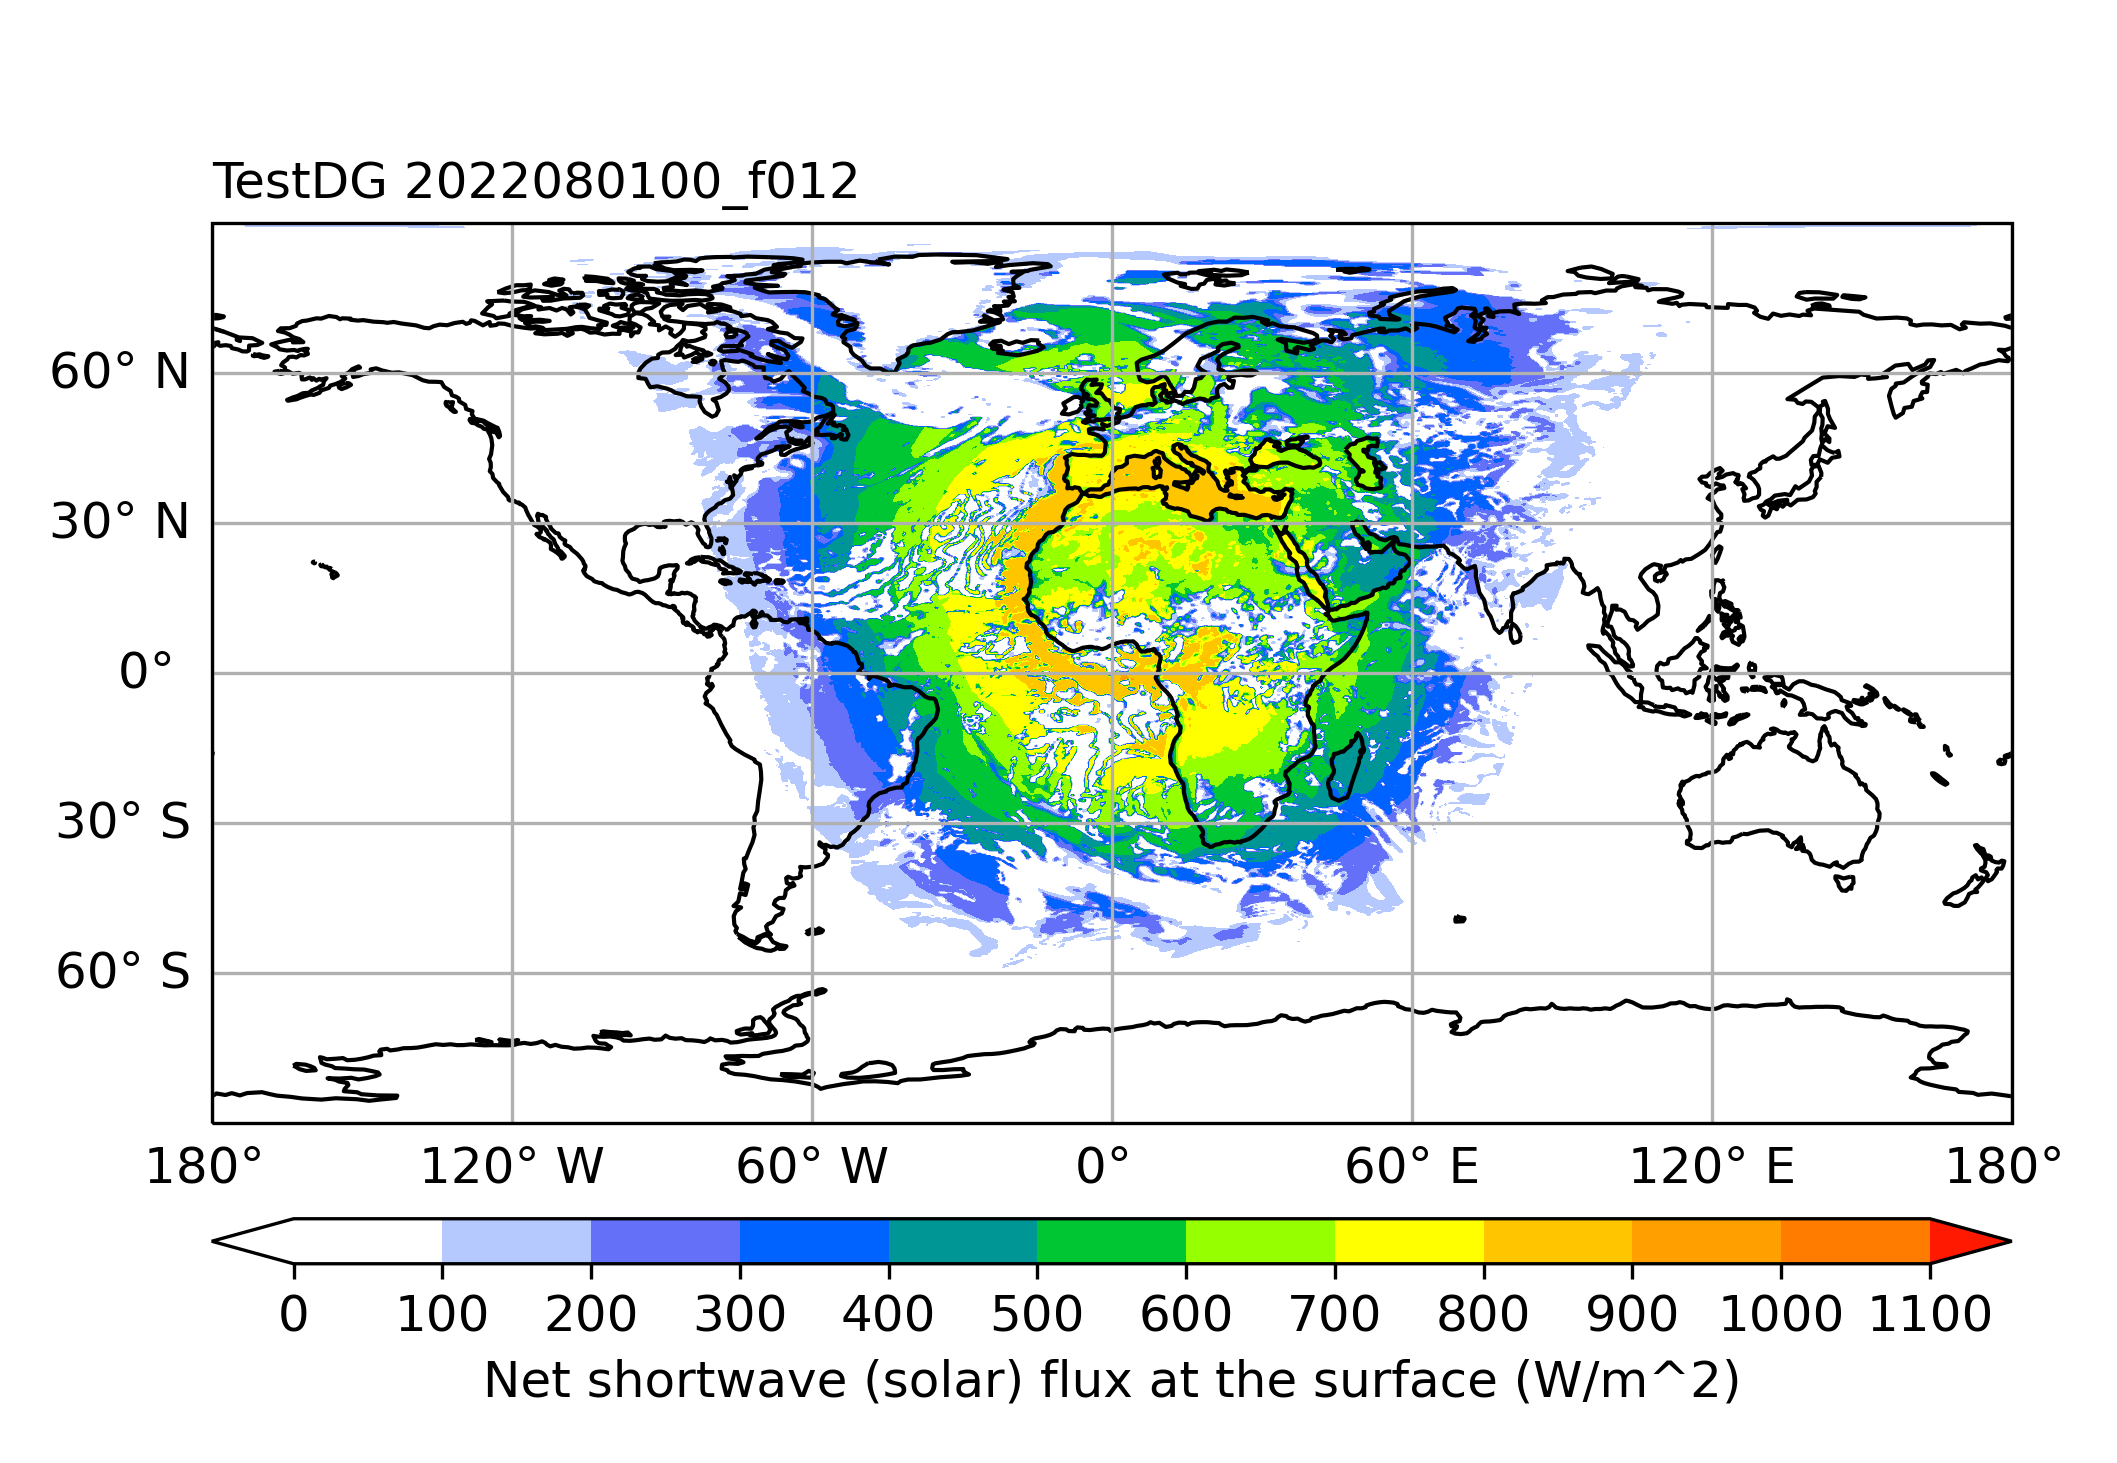 TestDG 2022080100_f012
60° N
30° N
0°
30° S
60° S
180° 120° W 60° W 0° 60° E 120° E 180°
0 100 200 300 400 500 600 700 800 900 1000 1100
Net shortwave (solar) flux at the surface (W/m^2)